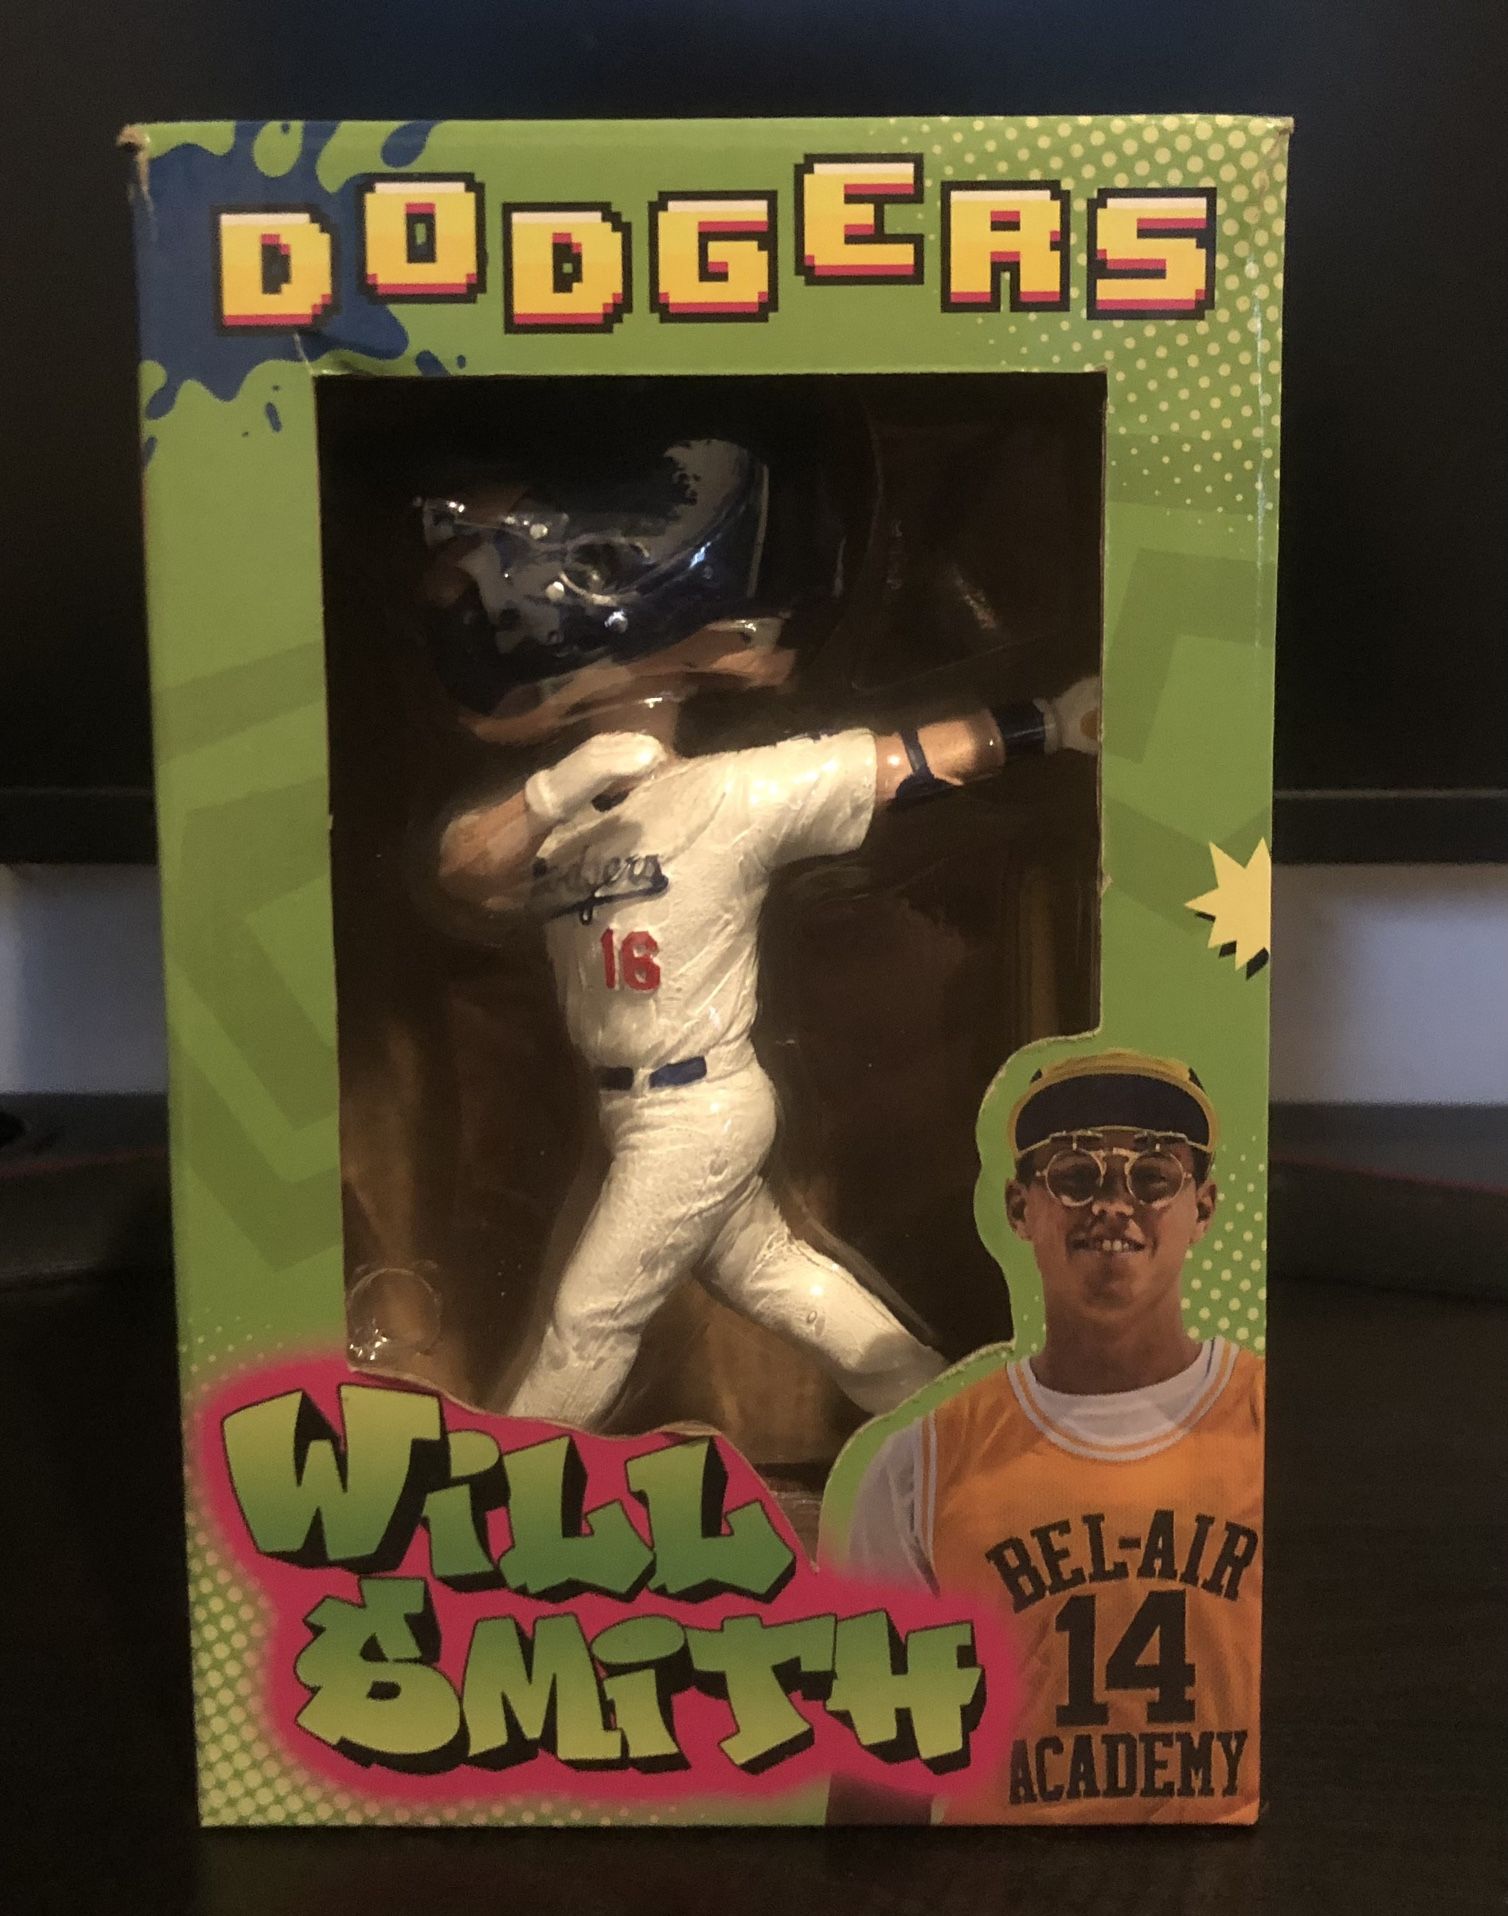 DODGERS
Dodgers
16
WiLL
SMiTH
BEL-AIR
14
ACADEMY